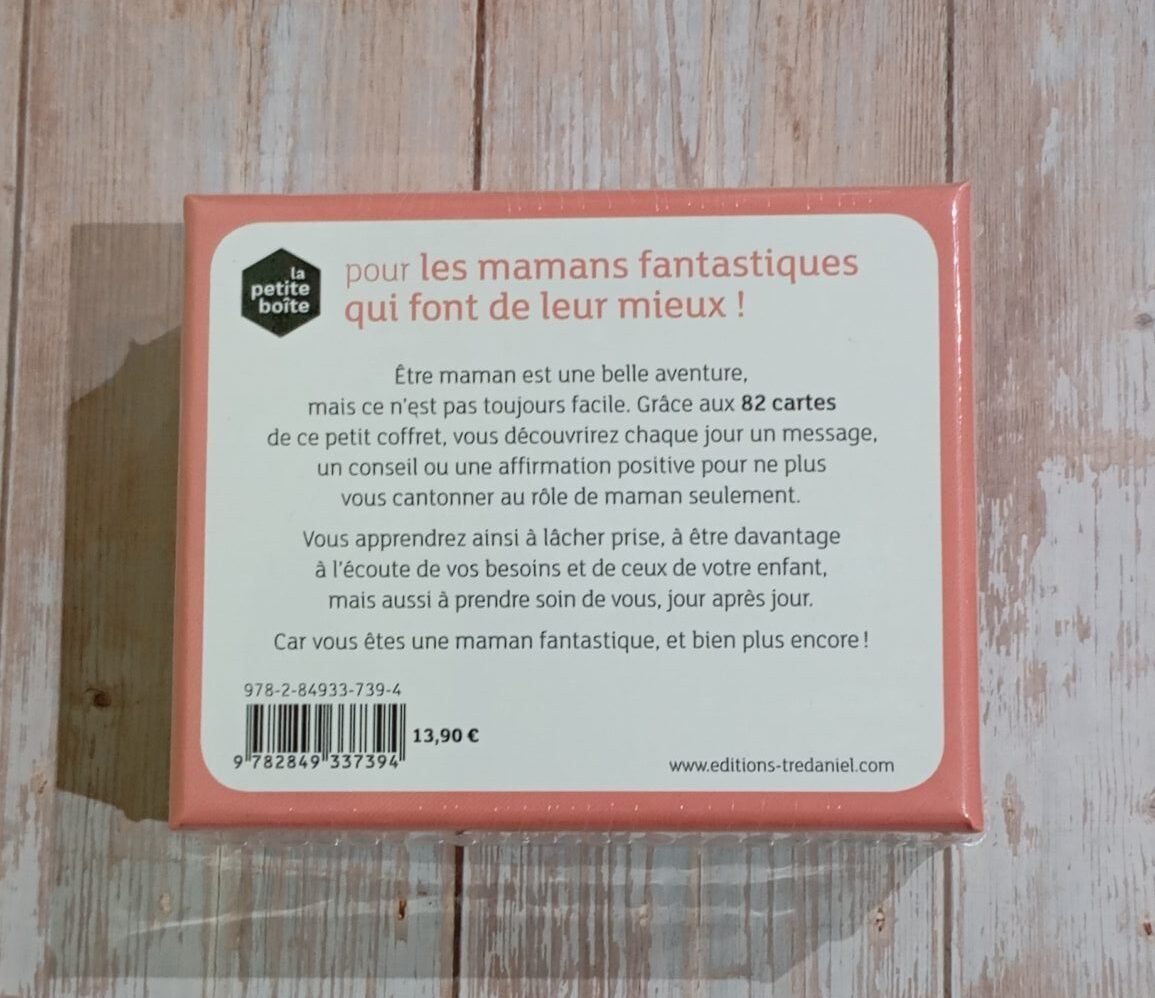 la
petite
boîte
pour les mamans fantastiques
qui font de leur mieux !
Être maman est une belle aventure,
mais ce n'est pas toujours facile. Grâce aux 82 cartes
de ce petit coffret, vous découvrirez chaque jour un message,
un conseil ou une affirmation positive pour ne plus
vous cantonner au rôle de maman seulement.
Vous apprendrez ainsi à lâcher prise, à être davantage
à l'écoute de vos besoins et de ceux de votre enfant,
mais aussi à prendre soin de vous, jour après jour.
Car vous êtes une maman fantastique, et bien plus encore !
978-2-84933-739-4
13,90 €
9 782849 337394
www.editions-tredaniel.com